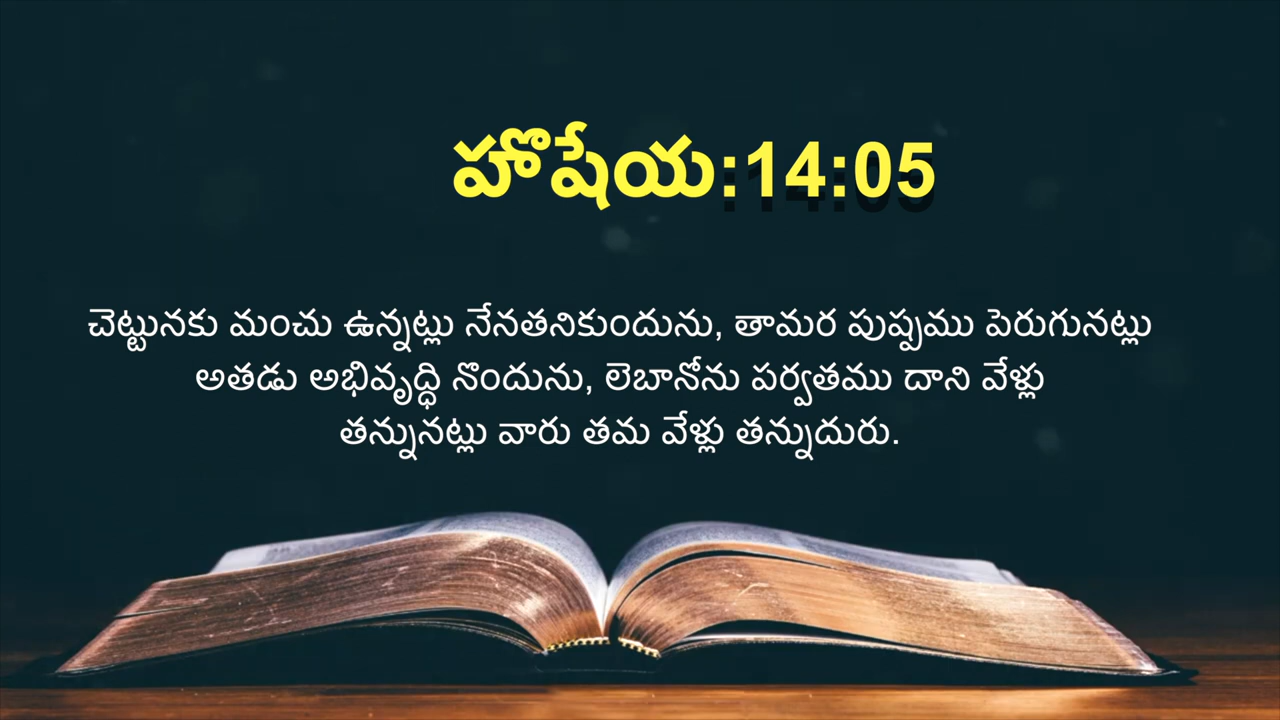 హొషేయ:14:05
చెట్టునకు మంచు ఉన్నట్లు నేనతనికుందును, తామర పుష్పము పెరుగునట్లు
అతడు అభివృద్ధి నొందును, లెబానోను పర్వతము దాని వేళ్లు
తన్నునట్లు వారు తమ వేళ్లు తన్నుదురు.